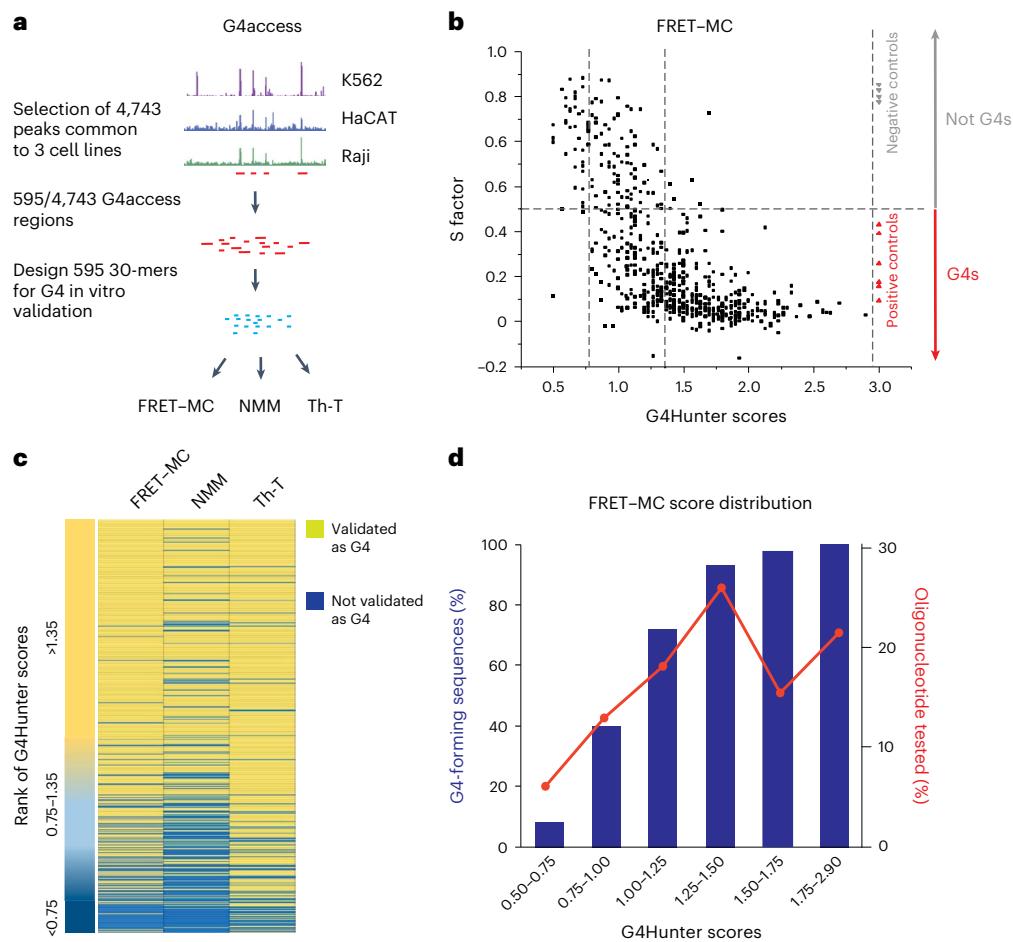 a
G4access
K562
HaCAT
Raji
Selection of 4,743
peaks common
to 3 cell lines
595/4,743 G4access
regions
Design 595 30-mers
for G4 in vitro
validation
FRET–MC
NMM
Th-T
b
FRET–MC
S factor
1.0
0.8
0.6
0.4
0.2
0
–0.2
0.5
1.0
1.5
2.0
2.5
3.0
G4Hunter scores
Negative controls
Positive controls
Not G4s
G4s
c
FRET–MC
NMM
Th-T
Validated
as G4
Not validated
as G4
Rank of G4Hunter scores
>1.35
0.75–1.35
<0.75
d
FRET–MC score distribution
G4-forming sequences (%)
100
80
60
40
20
0
30
20
10
0
Oligonucleotide
tested (%)
0.50–0.75
0.75–1.00
1.00–1.25
1.25–1.50
1.50–1.75
1.75–2.90
G4Hunter scores